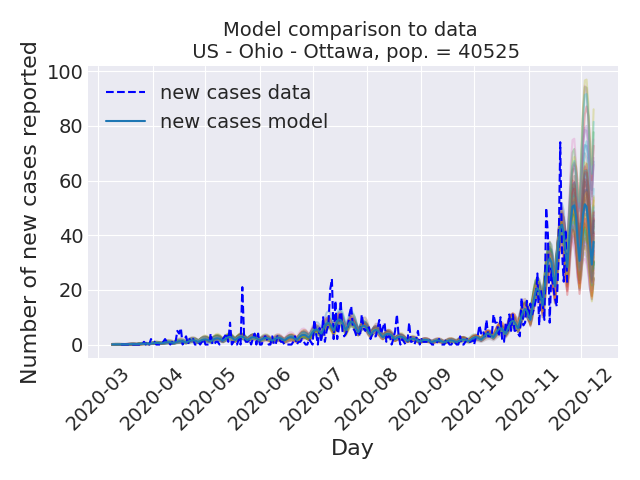 Model comparison to data
US - Ohio - Ottawa, pop. = 40525
new cases data
new cases model
Number of new cases reported
100
80
60
40
20
0
2020-03
2020-04
2020-05
2020-06
2020-07
2020-08
2020-09
2020-10
2020-11
2020-12
Day